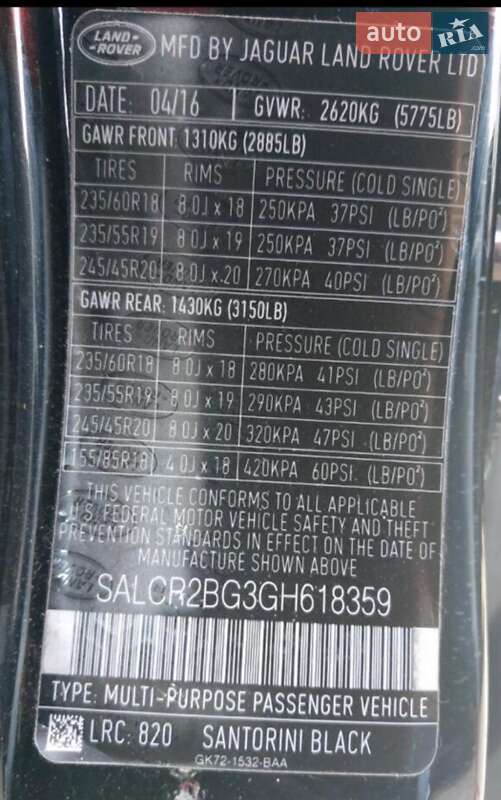 auto RIA.com
LAND-ROVER MFD BY JAGUAR LAND ROVER LTD
DATE: 04/16 GVWR: 2620KG (5775LB)
GAWR FRONT 1310KG (2885LB)
TIRES RIMS PRESSURE (COLD SINGLE)
235/60R18 8.0J x 18 250KPA 37PSI (LB/PO²)
235/55R19 8.0J x 19 250KPA 37PSI (LB/PO²)
245/45R20 8.0J x 20 270KPA 40PSI (LB/PO²)
GAWR REAR: 1430KG (3150LB)
TIRES RIMS PRESSURE (COLD SINGLE)
235/60R18 8.0J x 18 280KPA 41PSI (LB/PO²)
235/55R19 8.0J x 19 290KPA 43PSI (LB/PO²)
245/45R20 8.0J x 20 320KPA 47PSI (LB/PO²)
155/85R18 4.0J x 18 420KPA 60PSI (LB/PO²)
THIS VEHICLE CONFORMS TO ALL APPLICABLE
U.S. FEDERAL MOTOR VEHICLE SAFETY AND THEFT
PREVENTION STANDARDS IN EFFECT ON THE DATE OF
MANUFACTURE SHOWN ABOVE
SALCR2BG3GH618359
TYPE: MULTI-PURPOSE PASSENGER VEHICLE
LRC: 820 SANTORINI BLACK
GK72-1532-BAA